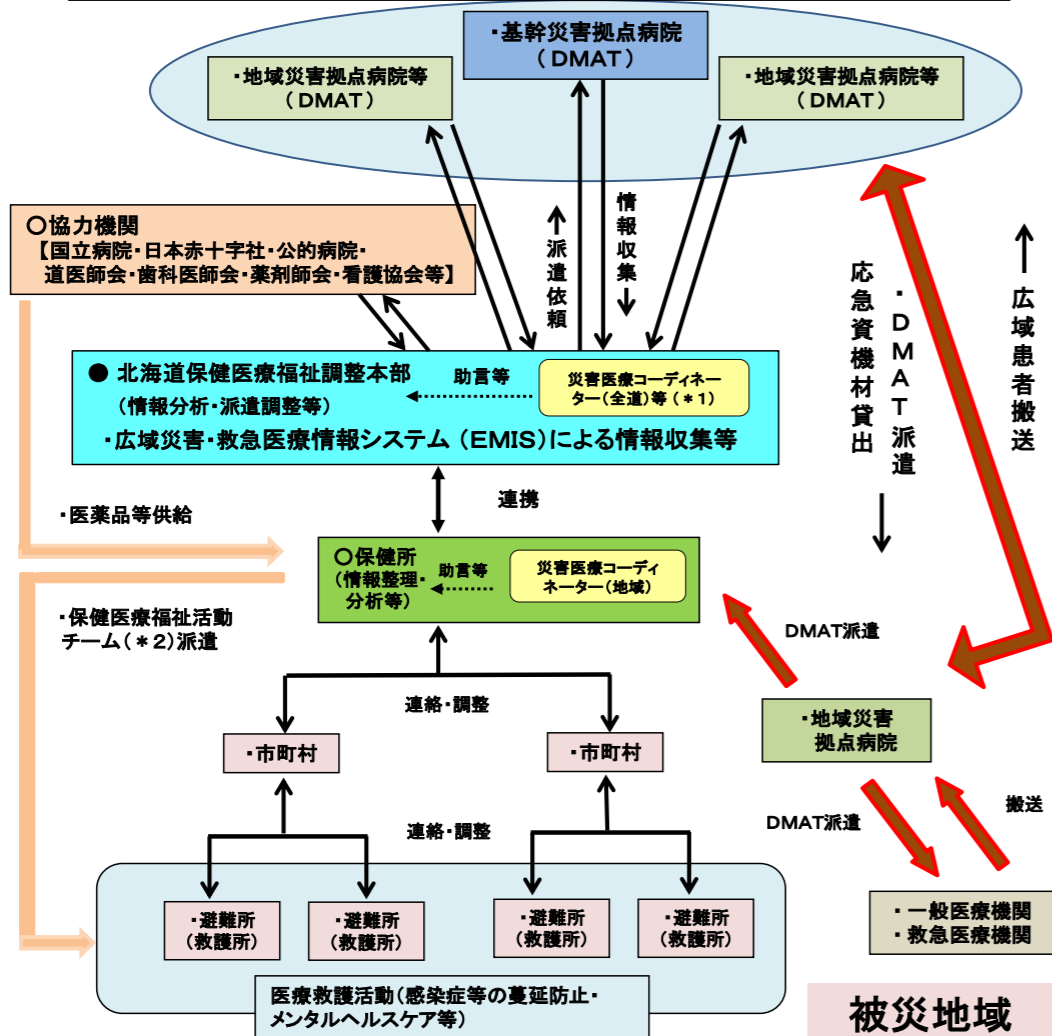 ・基幹災害拠点病院
(DMAT)
・地域災害拠点病院等
(DMAT)
・地域災害拠点病院等
(DMAT)
○協力機関
【国立病院・日本赤十字社・公的病院・
道医師会・歯科医師会・薬剤師会・看護協会等】
↑派遣依頼
情報収集↓
・DMAT派遣
応急資機材貸出
↑広域患者搬送
● 北海道保健医療福祉調整本部
(情報分析・派遣調整等)
助言等
災害医療コーディネー
ター(全道)等(*1)
・広域災害・救急医療情報システム(EMIS)による情報収集等
連携
・医薬品等供給
○保健所
(情報整理・
分析等)
助言等
災害医療コーディ
ネーター(地域)
・保健医療福祉活動
チーム(*2)派遣
DMAT派遣
連絡・調整
・地域災害
拠点病院
・市町村
・市町村
連絡・調整
DMAT派遣
搬送
・避難所
(救護所)
・避難所
(救護所)
・避難所
(救護所)
・避難所
(救護所)
・一般医療機関
・救急医療機関
医療救護活動(感染症等の蔓延防止・
メンタルヘルスケア等)
被災地域